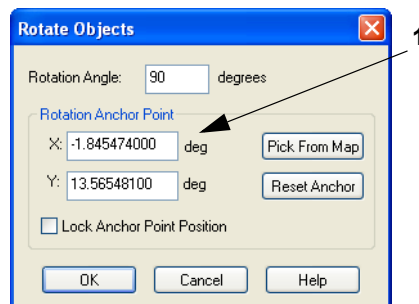 Rotate Objects
1
Rotation Angle: 90 degrees
Rotation Anchor Point
X: -1.845474000 deg Pick From Map
Y: 13.56548100 deg Reset Anchor
Lock Anchor Point Position
OK Cancel Help